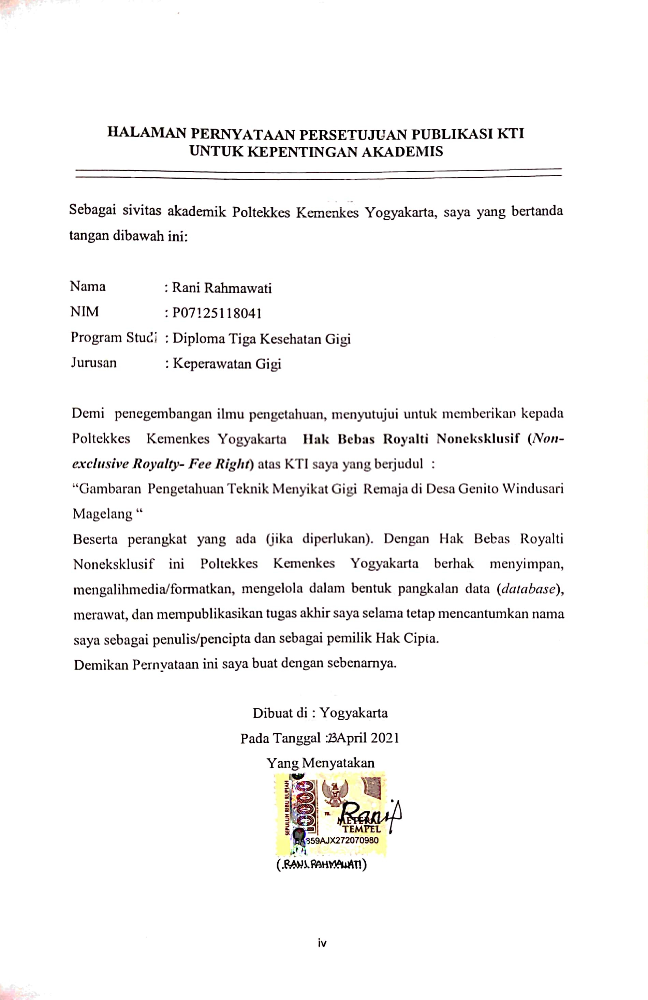 HALAMAN PERNYATAAN PERSETUJUAN PUBLIKASI KTI
UNTUK KEPENTINGAN AKADEMIS
Sebagai sivitas akademik Poltekkes Kemenkes Yogyakarta, saya yang bertanda
tangan dibawah ini:
Nama : Rani Rahmawati
NIM : P07125118041
Program Studi : Diploma Tiga Kesehatan Gigi
Jurusan : Keperawatan Gigi
Demi penegembangan ilmu pengetahuan, menyutujui untuk memberikan kepada
Poltekkes Kemenkes Yogyakarta Hak Bebas Royalti Noneksklusif (Non-
exclusive Royalty- Fee Right) atas KTI saya yang berjudul :
“Gambaran Pengetahuan Teknik Menyikat Gigi Remaja di Desa Genito Windusari
Magelang “
Beserta perangkat yang ada (jika diperlukan). Dengan Hak Bebas Royalti
Noneksklusif ini Poltekkes Kemenkes Yogyakarta berhak menyimpan,
mengalihmedia/formatkan, mengelola dalam bentuk pangkalan data (database),
merawat, dan mempublikasikan tugas akhir saya selama tetap mencantumkan nama
saya sebagai penulis/pencipta dan sebagai pemilik Hak Cipta.
Demikan Pernyataan ini saya buat dengan sebenarnya.
Dibuat di : Yogyakarta
Pada Tanggal :23April 2021
Yang Menyatakan
SEPULUH RIBU RUPIAH
10000
TGL.
Rani
METERAI
TEMPEL
859AJX272070980
(.RANI.RAHMAWATI)
iv